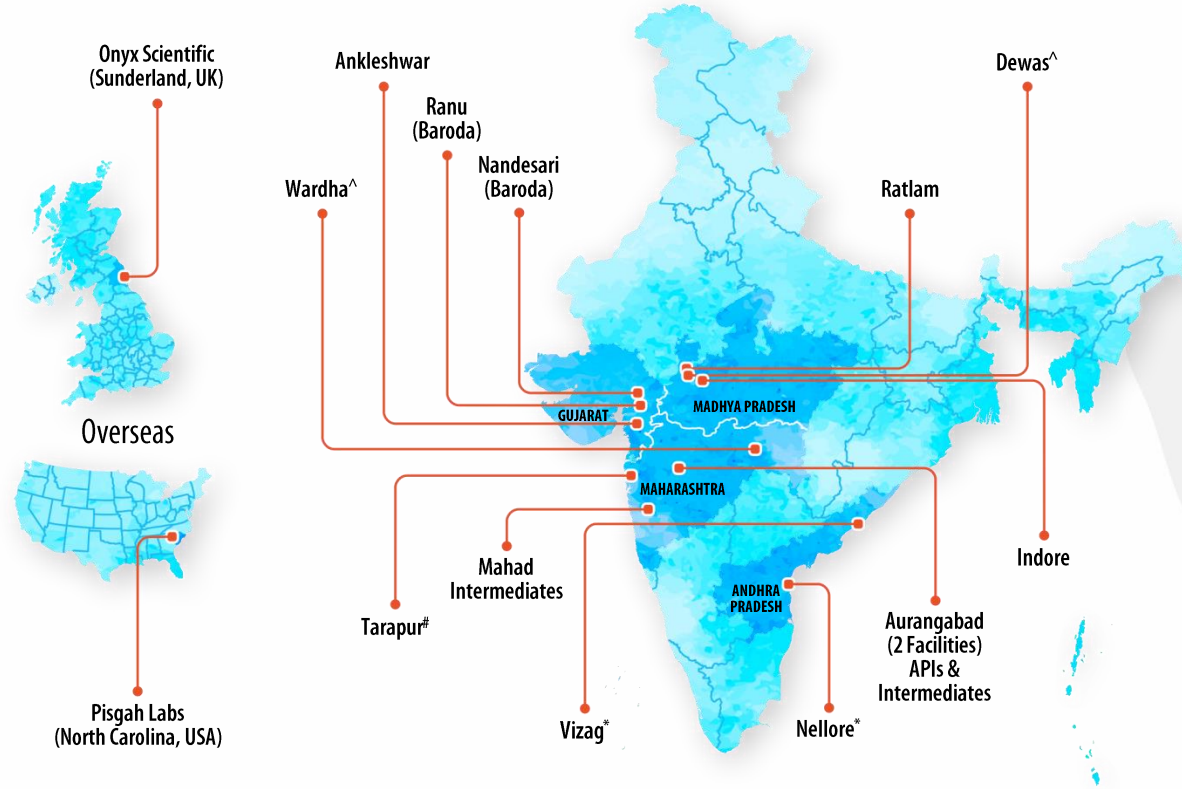 Onyx Scientific
(Sunderland, UK)
Ankleshwar
Ranu
(Baroda)
Nandesari
(Baroda)
Wardha^
Dewas^
Ratlam
Overseas
GUJARAT
MADHYA PRADESH
MAHARASHTRA
ANDHRA
PRADESH
Indore
Mahad
Intermediates
Tarapur#
Aurangabad
(2 Facilities)
APIs &
Intermediates
Pisgah Labs
(North Carolina, USA)
Vizag*
Nellore*